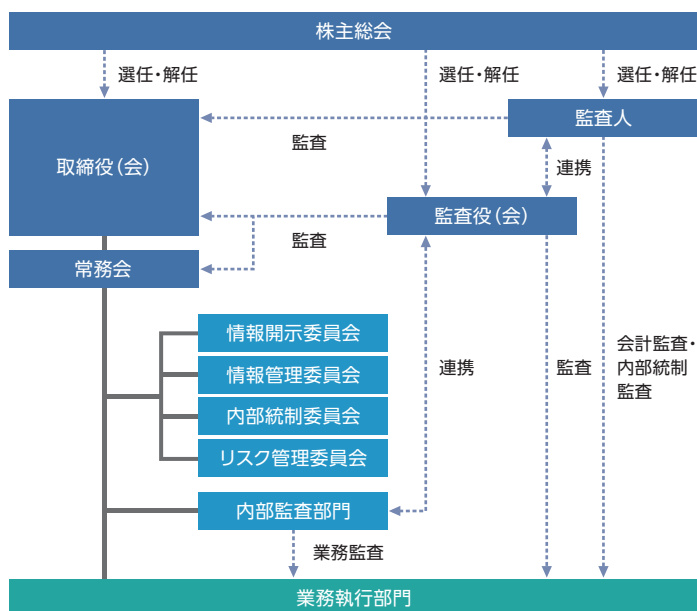 株主総会
選任・解任
選任・解任
選任・解任
監査人
監査
取締役（会）
連携
監査役（会）
監査
常務会
情報開示委員会
情報管理委員会
内部統制委員会
リスク管理委員会
連携
監査
会計監査・
内部統制
監査
内部監査部門
業務監査
業務執行部門